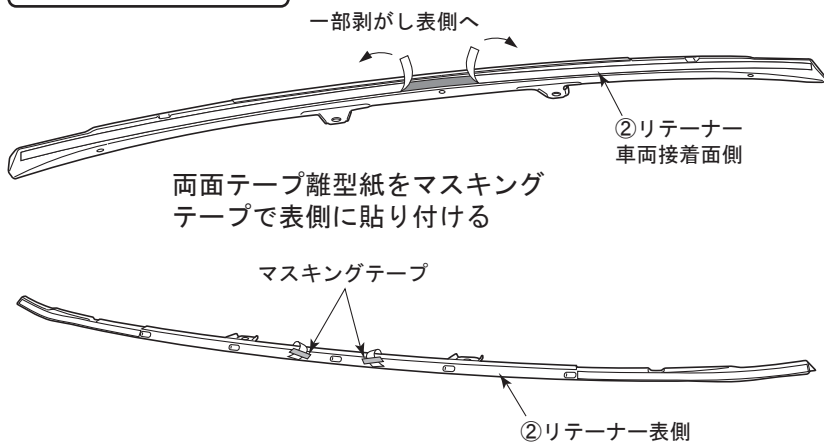 一部剥がし表側へ
②リテーナー
車両接着面側
両面テープ離型紙をマスキング
テープで表側に貼り付ける
マスキングテープ
②リテーナー表側